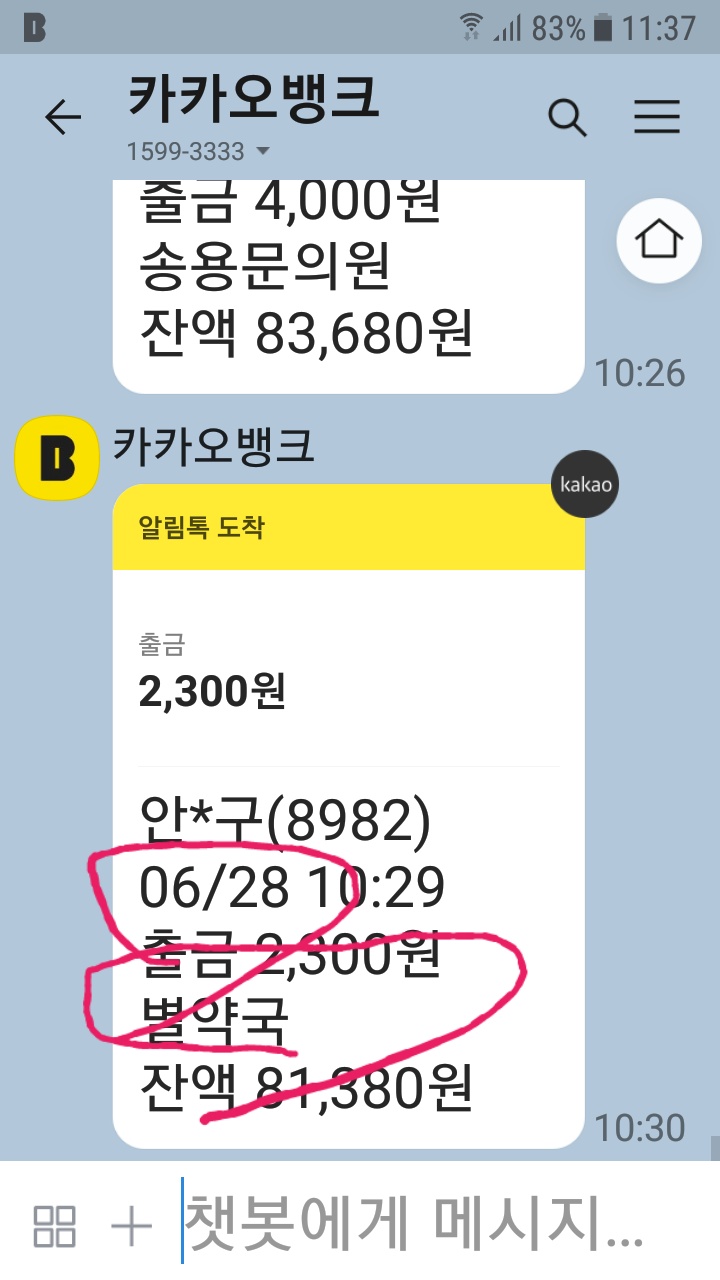 B
83% 11:37
카카오뱅크
1599-3333
출금 4,000원
송용문의원
잔액 83,680원
10:26
B
카카오뱅크
kakao
알림톡 도착
출금
2,300원
안*구(8982)
06/28 10:29
출금 2,300원
별약국
잔액 81,380원
10:30
챗봇에게 메시지...